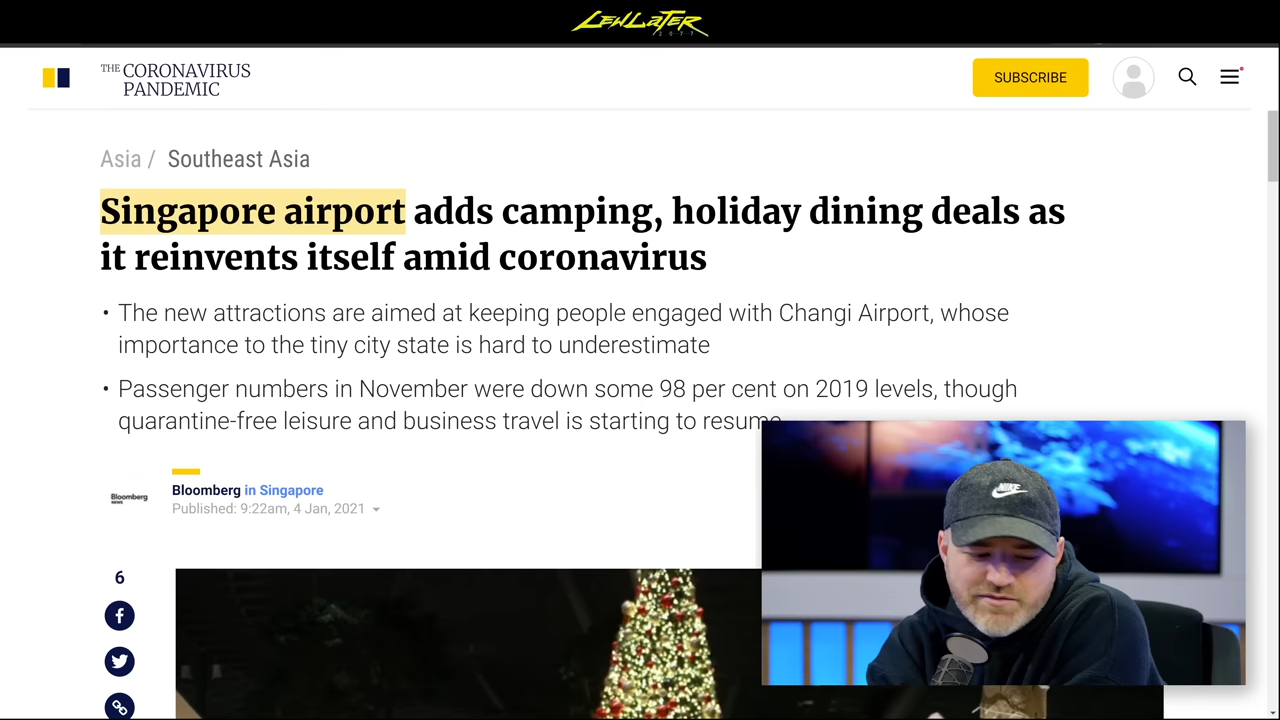 LEWLATER
2077
THE CORONAVIRUS
PANDEMIC
SUBSCRIBE
Asia / Southeast Asia
Singapore airport adds camping, holiday dining deals as
it reinvents itself amid coronavirus
• The new attractions are aimed at keeping people engaged with Changi Airport, whose
importance to the tiny city state is hard to underestimate
• Passenger numbers in November were down some 98 per cent on 2019 levels, though
quarantine-free leisure and business travel is starting to resume
Bloomberg
NEWS
Bloomberg in Singapore
Published: 9:22am, 4 Jan, 2021
6
NIKE